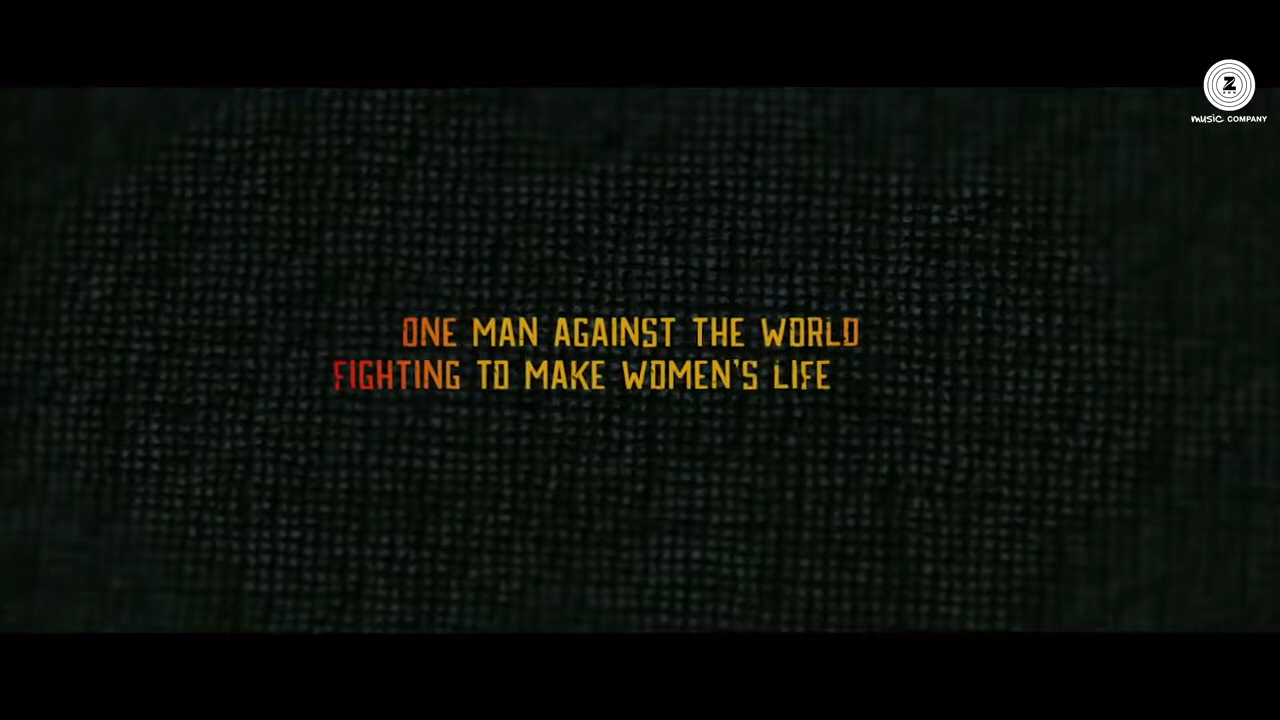 Z
music COMPANY
ONE MAN AGAINST THE WORLD
FIGHTING TO MAKE WOMEN'S LIFE